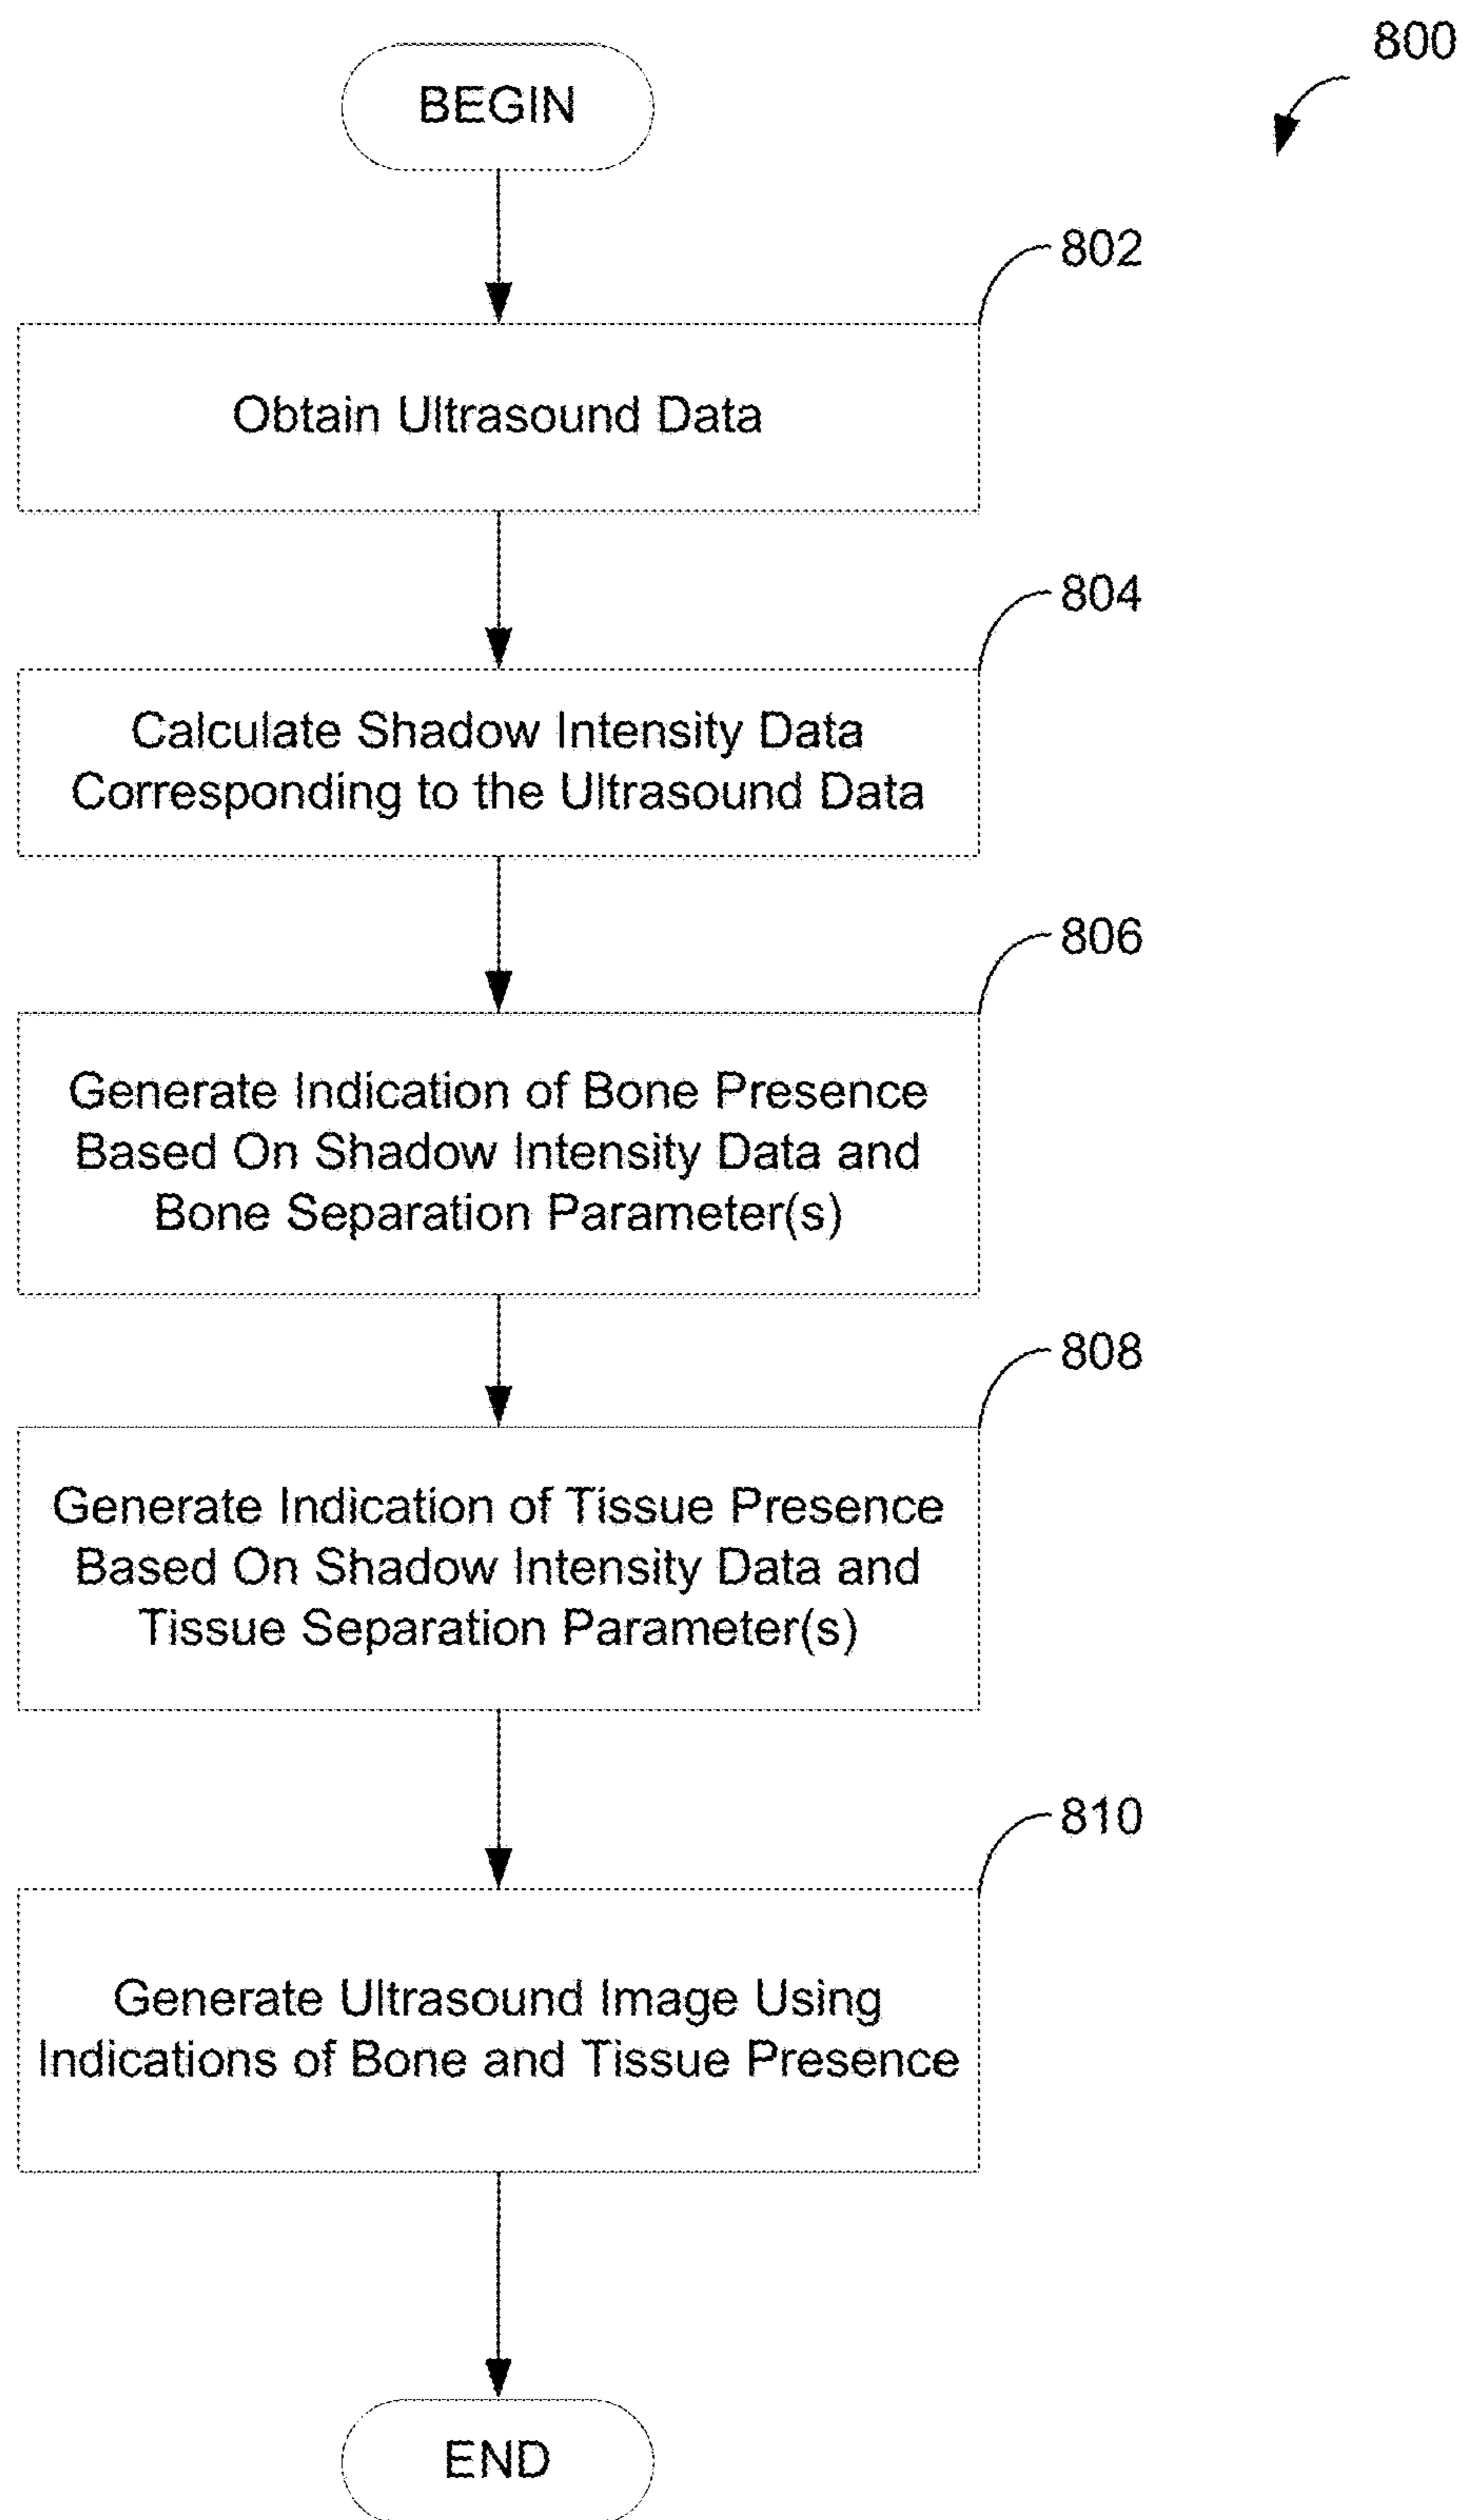 800
BEGIN
802
Obtain Ultrasound Data
804
Calculate Shadow Intensity Data
Corresponding to the Ultrasound Data
806
Generate Indication of Bone Presence
Based On Shadow Intensity Data and
Bone Separation Parameter(s)
808
Generate Indication of Tissue Presence
Based On Shadow Intensity Data and
Tissue Separation Parameter(s)
810
Generate Ultrasound Image Using
Indications of Bone and Tissue Presence
END